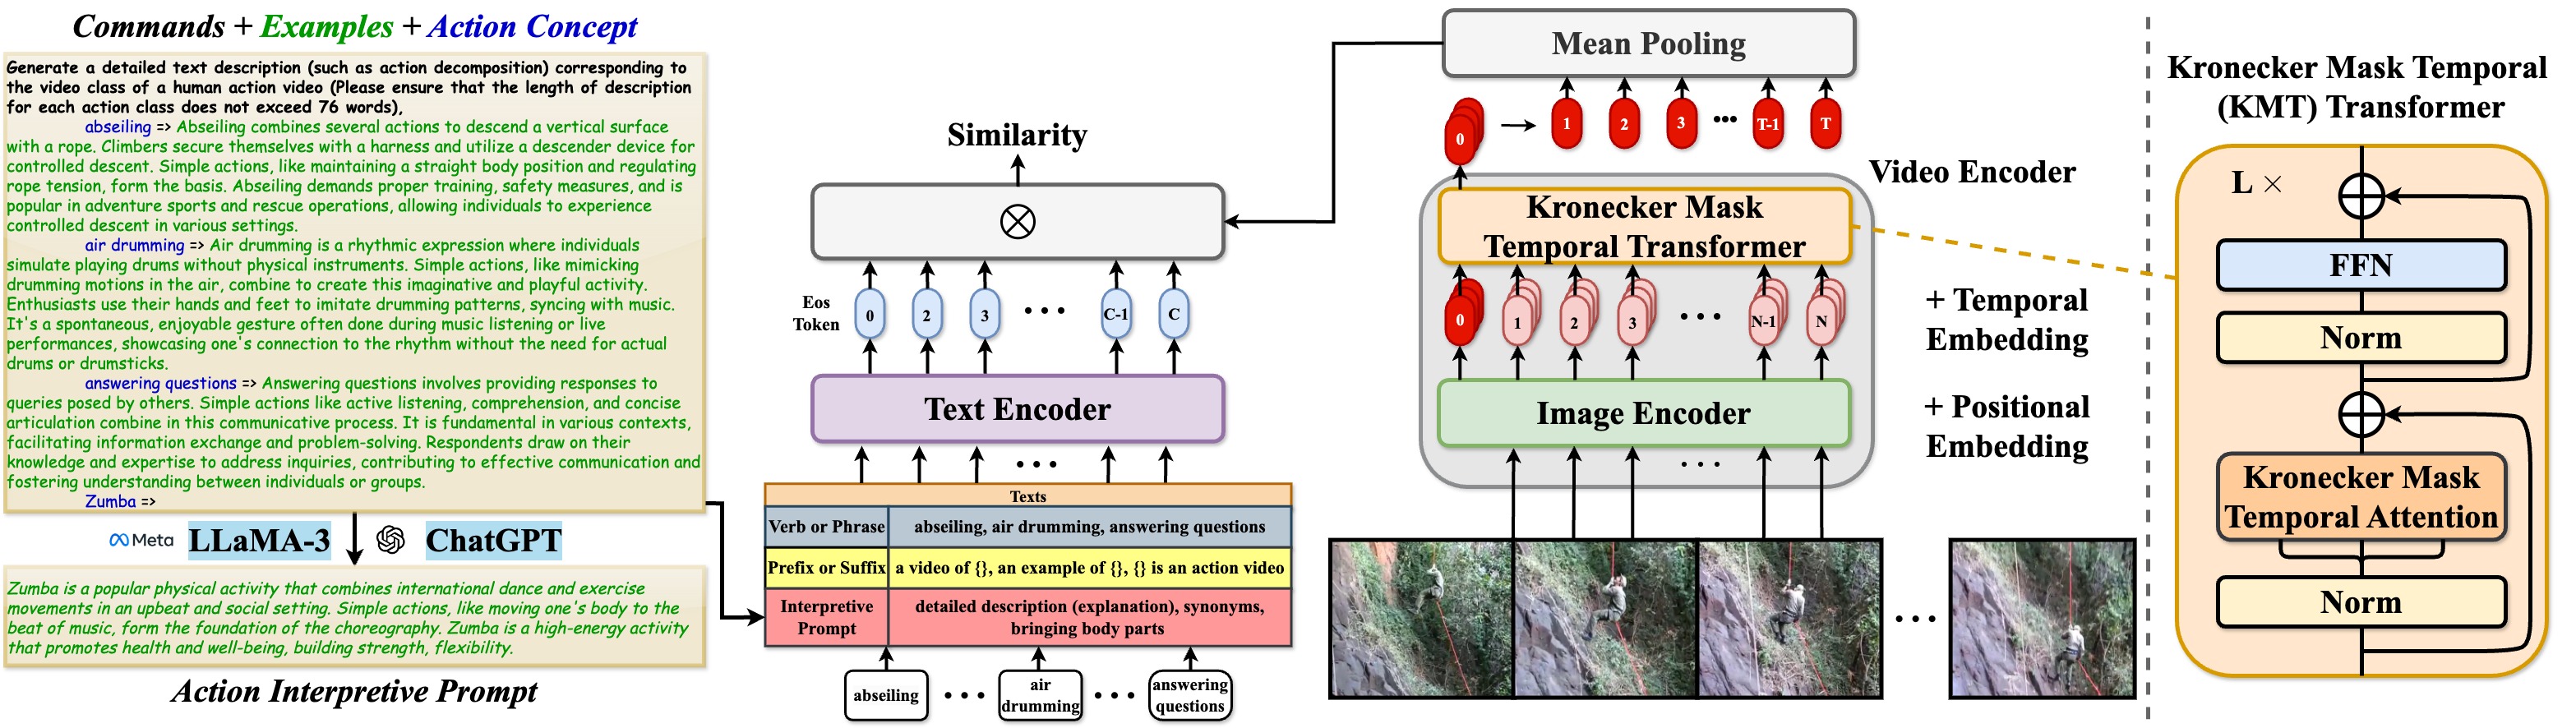 Commands + Examples + Action Concept
Generate a detailed text description (such as action decomposition) corresponding to
the video class of a human action video (Please ensure that the length of description
for each action class does not exceed 76 words),
abseiling => Abseiling combines several actions to descend a vertical surface
with a rope. Climbers secure themselves with a harness and utilize a descender device for
controlled descent. Simple actions, like maintaining a straight body position and regulating
rope tension, form the basis. Abseiling demands proper training, safety measures, and is
popular in adventure sports and rescue operations, allowing individuals to experience
controlled descent in various settings.
air drumming => Air drumming is a rhythmic expression where individuals
simulate playing drums without physical instruments. Simple actions, like mimicking
drumming motions in the air, combine to create this imaginative and playful activity.
Enthusiasts use their hands and feet to imitate drumming patterns, syncing with music.
It's a spontaneous, enjoyable gesture often done during music listening or live
performances, showcasing one's connection to the rhythm without the need for actual
drums or drumsticks.
answering questions => Answering questions involves providing responses to
queries posed by others. Simple actions like active listening, comprehension, and concise
articulation combine in this communicative process. It is fundamental in various contexts,
facilitating information exchange and problem-solving. Respondents draw on their
knowledge and expertise to address inquiries, contributing to effective communication and
fostering understanding between individuals or groups.
Zumba =>
Meta LLaMA-3 ChatGPT
Zumba is a popular physical activity that combines international dance and exercise
movements in an upbeat and social setting. Simple actions, like moving one's body to the
beat of music, form the foundation of the choreography. Zumba is a high-energy activity
that promotes health and well-being, building strength, flexibility.
Action Interpretive Prompt
Similarity
Eos
Token
0 2 3 ... C-1 C
Text Encoder
...
Texts
Verb or Phrase abseiling, air drumming, answering questions
Prefix or Suffix a video of {}, an example of {}, {} is an action video
Interpretive
Prompt
detailed description (explanation), synonyms,
bringing body parts
abseiling ... air
drumming ... answering
questions
Mean Pooling
0 1 2 3 ... T-1 T
Video Encoder
Kronecker Mask
Temporal Transformer
0 1 2 3 ... N-1 N
+ Temporal
Embedding
Image Encoder
+ Positional
Embedding
...
...
Kronecker Mask Temporal
(KMT) Transformer
L ×
FFN
Norm
Kronecker Mask
Temporal Attention
Norm